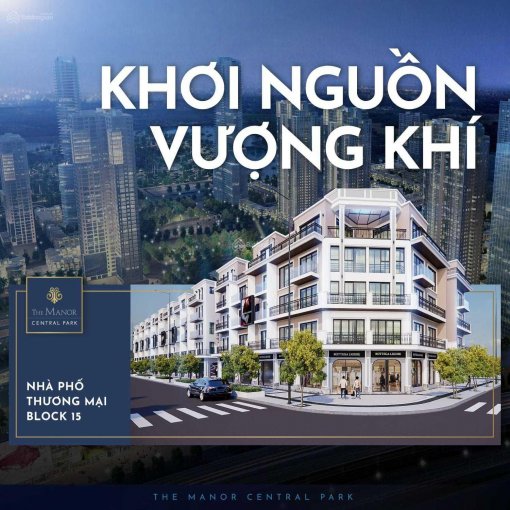 KHƠI NGUỒN
VƯỢNG KHÍ
THE MANOR
CENTRAL PARK
NHÀ PHỐ
THƯƠNG MẠI
BLOCK 15
THE MANOR CENTRAL PARK